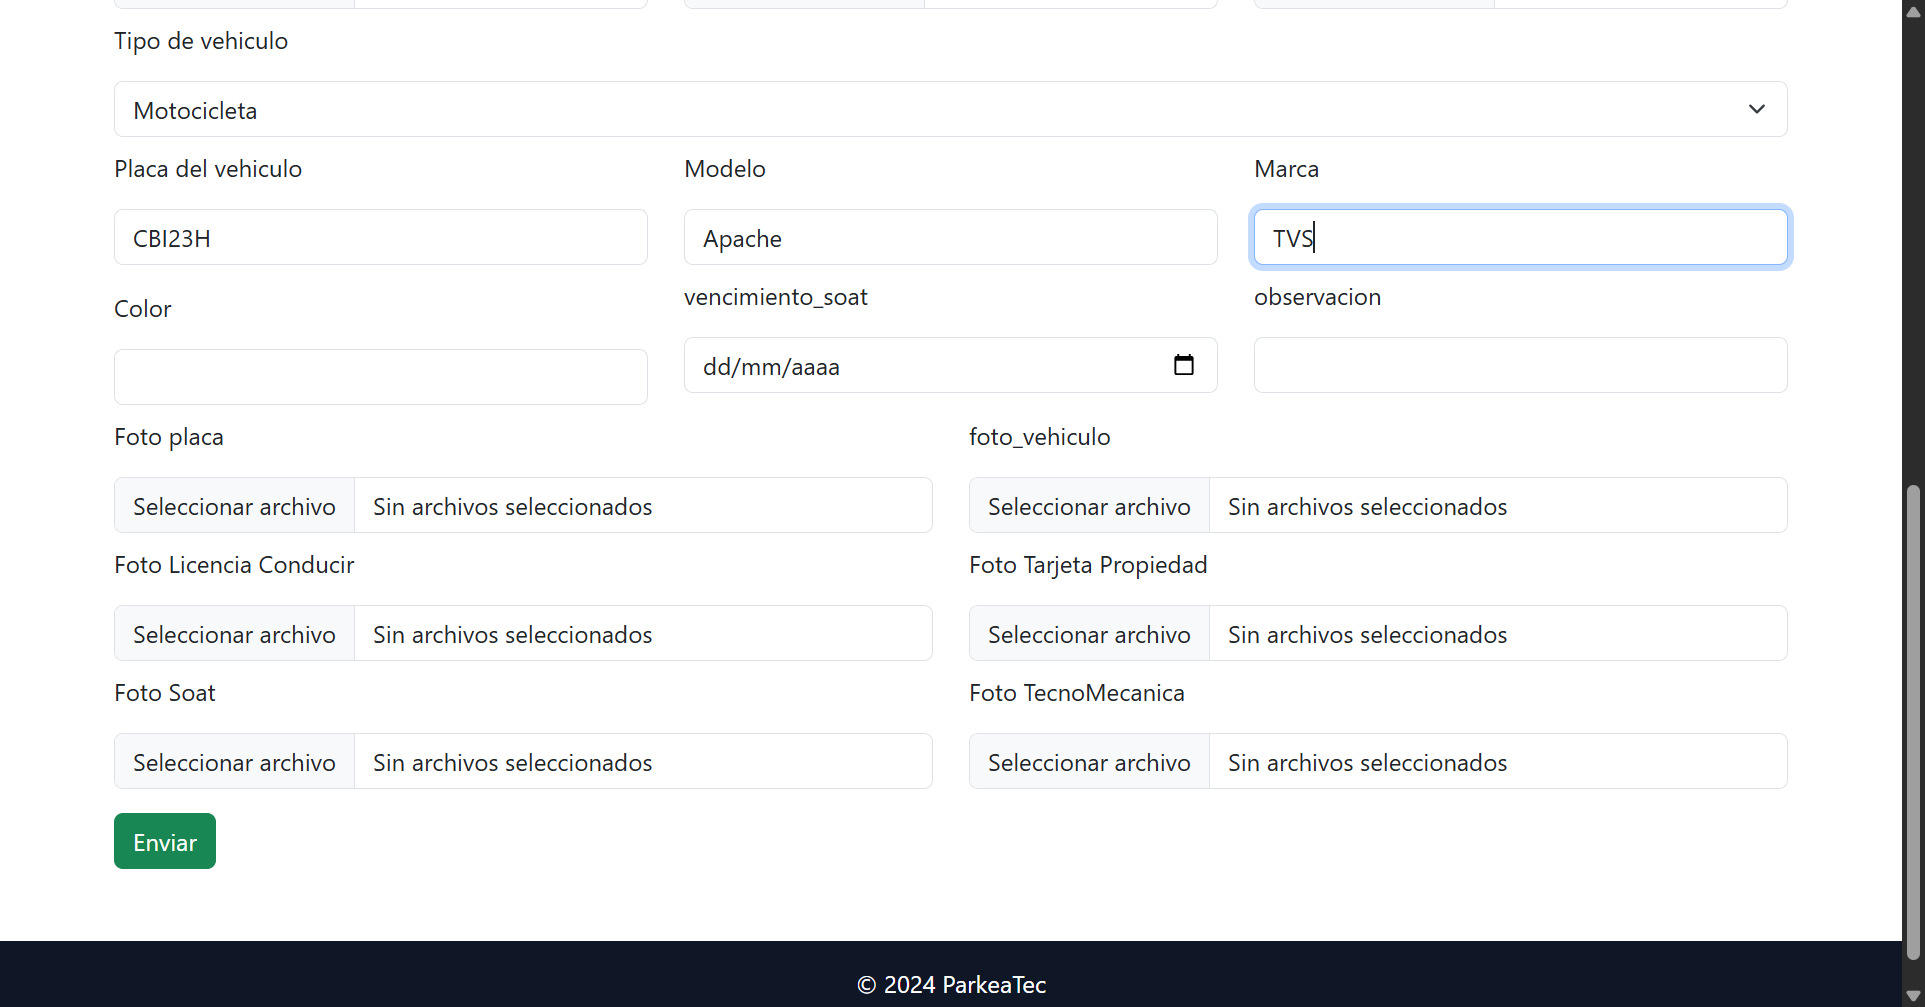 Tipo de vehiculo
Motocicleta
Placa del vehiculo
Modelo
Marca
CBI23H
Apache
TVS
Color
vencimiento_soat
observacion
dd/mm/aaaa
Foto placa
foto_vehiculo
Seleccionar archivo
Sin archivos seleccionados
Seleccionar archivo
Sin archivos seleccionados
Foto Licencia Conducir
Foto Tarjeta Propiedad
Seleccionar archivo
Sin archivos seleccionados
Seleccionar archivo
Sin archivos seleccionados
Foto Soat
Foto TecnoMecanica
Seleccionar archivo
Sin archivos seleccionados
Seleccionar archivo
Sin archivos seleccionados
Enviar
© 2024 ParkeaTec